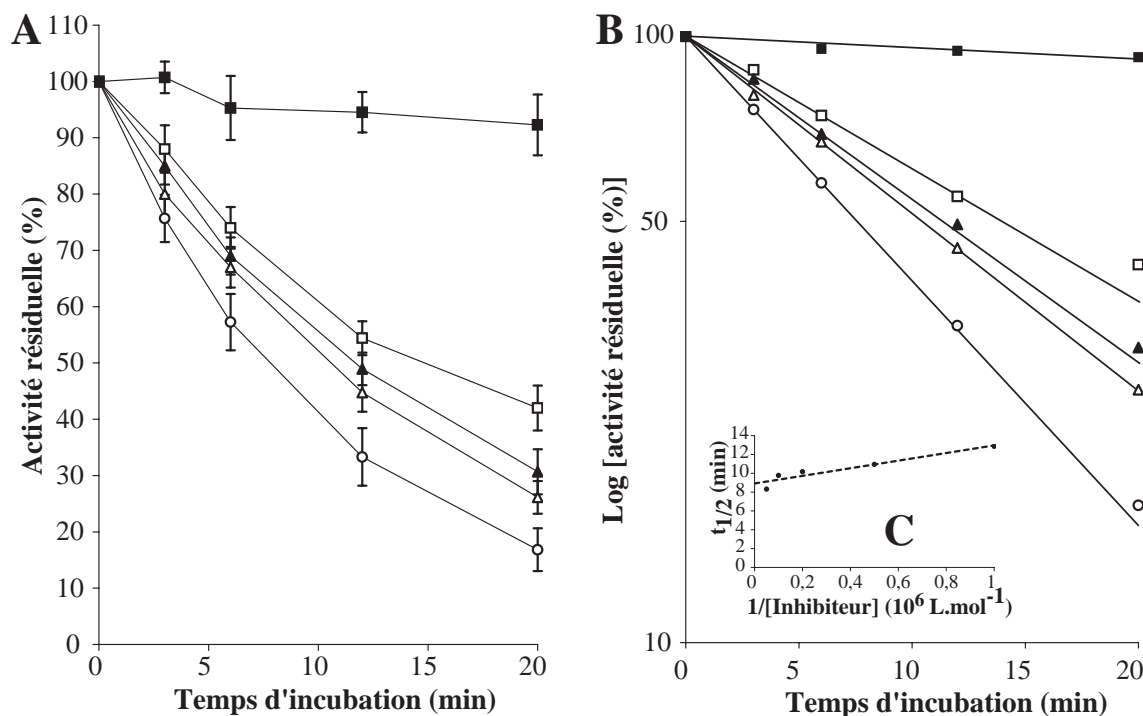 A
Activité résiduelle (%)
110
100
90
80
70
60
50
40
30
20
10
0
0 5 10 15 20
Temps d'incubation (min)
B
Log [activité résiduelle (%)]
100
50
10
0 5 10 15 20
Temps d'incubation (min)
C
t1/2 (min)
14
12
10
8
6
4
2
0
0 0,2 0,4 0,6 0,8 1
1/[Inhibiteur] (10⁶ L.mol⁻¹)